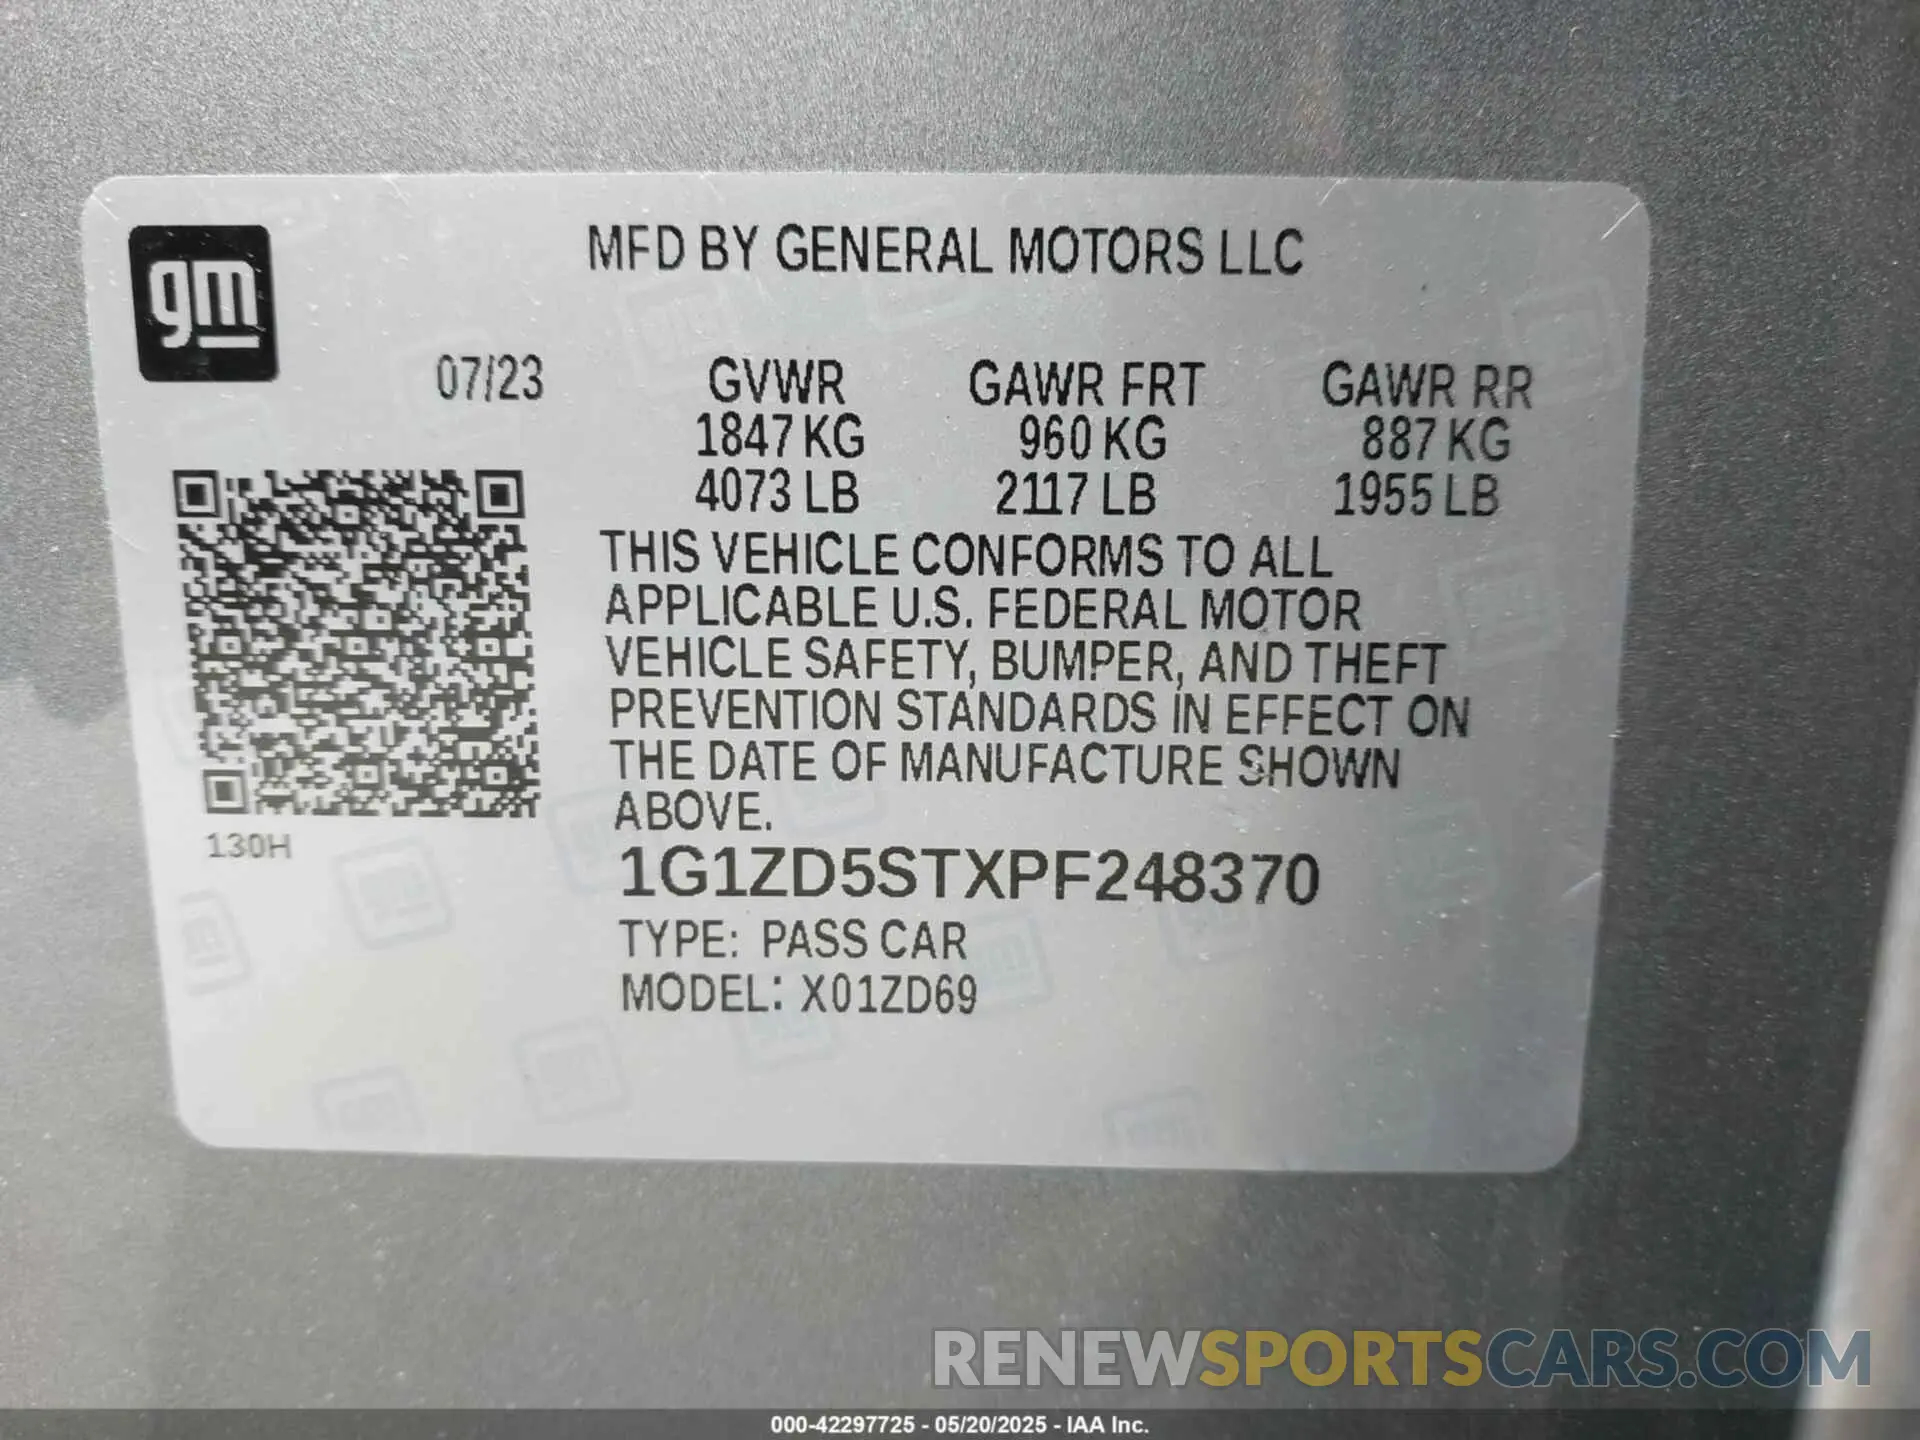 gm
MFD BY GENERAL MOTORS LLC
07/23 GVWR GAWR FRT GAWR RR
1847 KG 960 KG 887 KG
4073 LB 2117 LB 1955 LB
THIS VEHICLE CONFORMS TO ALL
APPLICABLE U.S. FEDERAL MOTOR
VEHICLE SAFETY, BUMPER, AND THEFT
PREVENTION STANDARDS IN EFFECT ON
THE DATE OF MANUFACTURE SHOWN
ABOVE.
130H
1G1ZD5STXPF248370
TYPE: PASS CAR
MODEL: X01ZD69
RENEWSPORTSCARS.COM
000-42297725 - 05/20/2025 - IAA Inc.